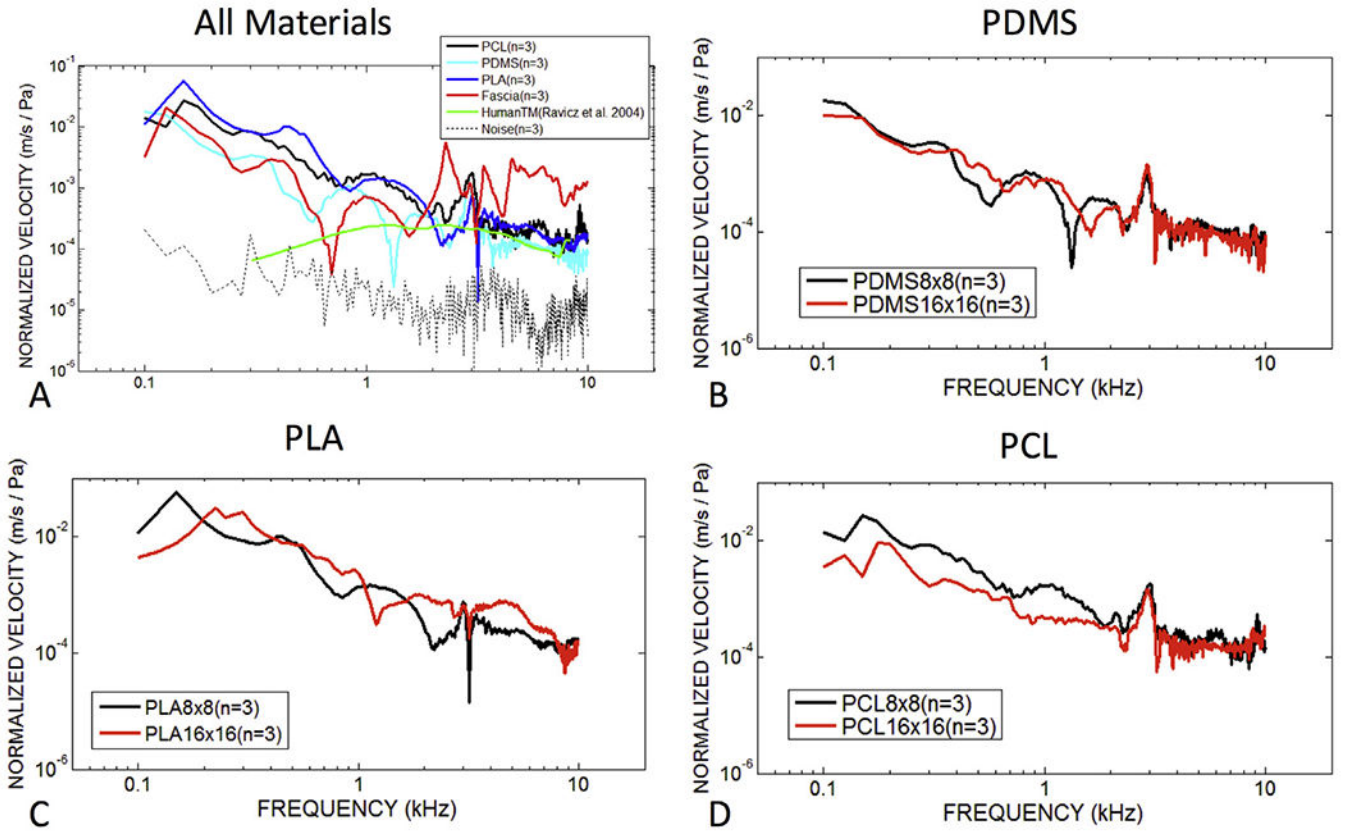 All Materials
PCL(n=3)
PDMS(n=3)
PLA(n=3)
Fascia(n=3)
HumanTM(Ravicz et al. 2004)
Noise(n=3)
NORMALIZED VELOCITY (m/s / Pa)
10-1
10-2
10-3
10-4
10-5
10-6
0.1 1 10
FREQUENCY (kHz)
A
PDMS
NORMALIZED VELOCITY (m/s / Pa)
10-2
10-4
10-6
PDMS8x8(n=3)
PDMS16x16(n=3)
0.1 1 10
FREQUENCY (kHz)
B
PLA
NORMALIZED VELOCITY (m/s / Pa)
10-2
10-4
10-6
PLA8x8(n=3)
PLA16x16(n=3)
0.1 1 10
FREQUENCY (kHz)
C
PCL
NORMALIZED VELOCITY (m/s / Pa)
10-2
10-4
10-6
PCL8x8(n=3)
PCL16x16(n=3)
0.1 1 10
FREQUENCY (kHz)
D